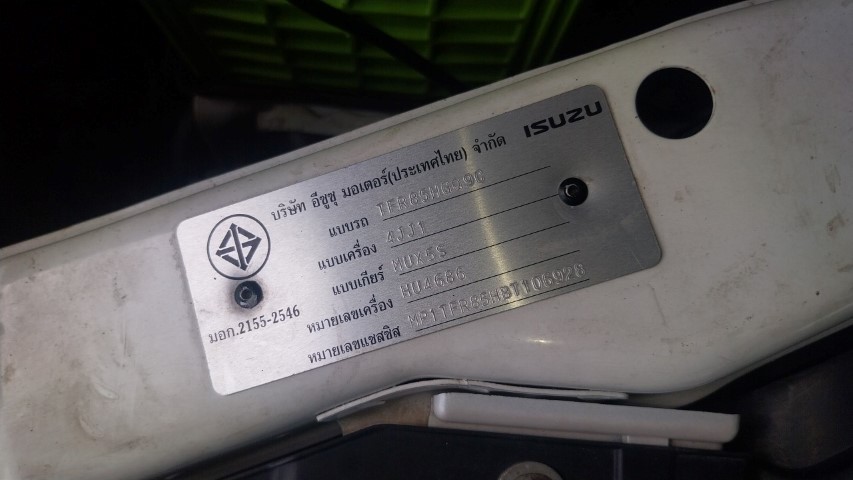 ISUZU
บริษัท อีซูซุ มอเตอร์(ประเทศไทย) จำกัด
แบบรถ
แบบเครื่อง 4JJ1
แบบเกียร์ MUX5S
หมายเลขเครื่อง
หมายเลขแชสซิส
มอก.2155-2546